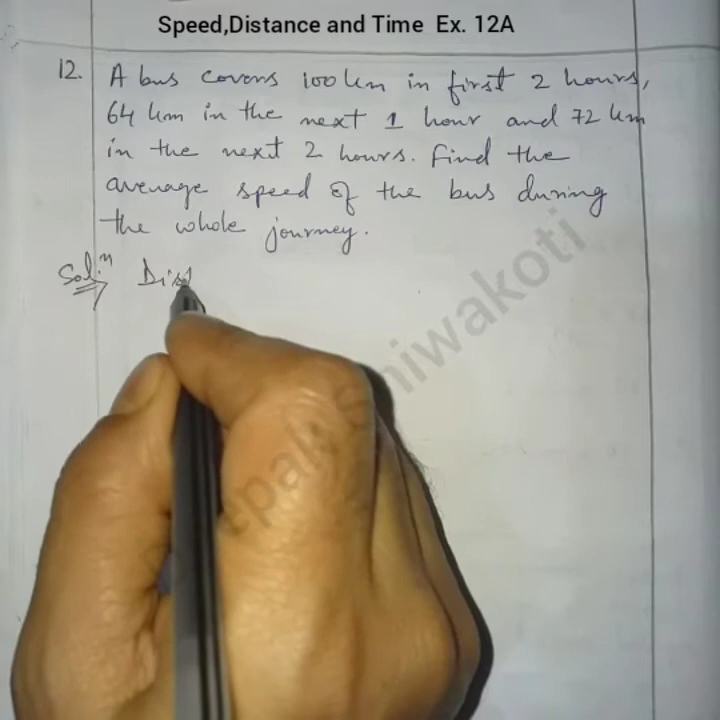 Speed,Distance and Time Ex. 12A
12. A bus covers 100 km in first 2 hours,
64 km in the next 1 hour and 72 km
in the next 2 hours. Find the
average speed of the bus during
the whole journey.
Sol.n Dist